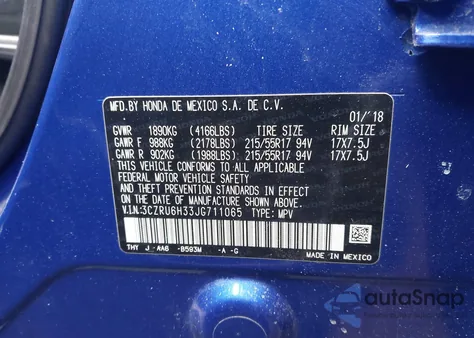 MFD.BY HONDA DE MEXICO S.A. DE C.V.
01/'18
GVWR 1890KG (4166LBS) TIRE SIZE RIM SIZE
GAWR F 988KG (2178LBS) 215/55R17 94V 17X7.5J
GAWR R 902KG (1988LBS) 215/55R17 94V 17X7.5J
THIS VEHICLE CONFORMS TO ALL APPLICABLE
FEDERAL MOTOR VEHICLE SAFETY
AND THEFT PREVENTION STANDARDS IN EFFECT
ON THE DATE OF MANUFACTURE SHOWN ABOVE.
V.I.N:3CZRU6H33JG711065 TYPE: MPV
THY J -AA6 -B593M -A -G
MADE IN MEXICO
autoSnap